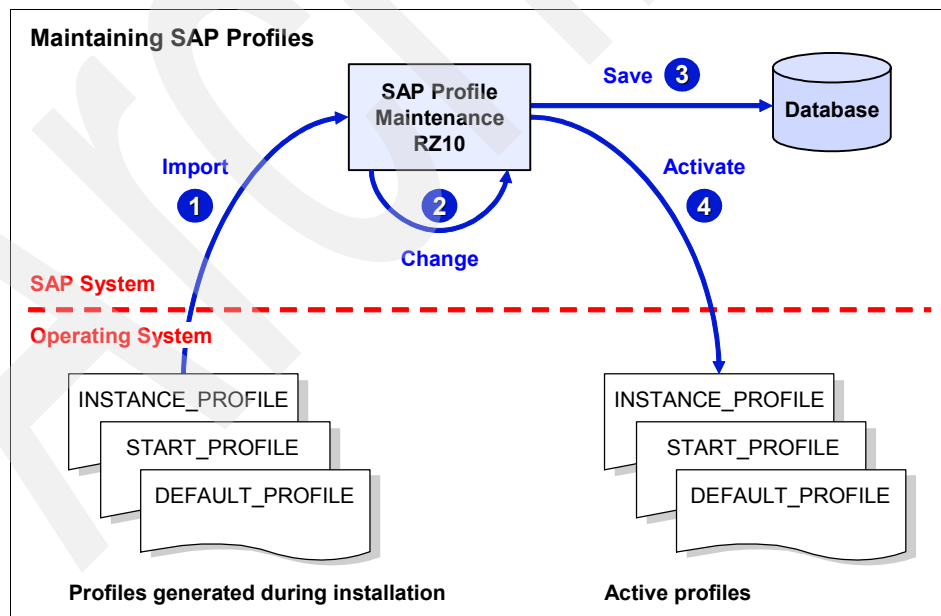 Maintaining SAP Profiles
SAP Profile
Maintenance
RZ10
Save 3
Database
Import
1
2
Change
Activate
4
SAP System
Operating System
INSTANCE_PROFILE
START_PROFILE
DEFAULT_PROFILE
INSTANCE_PROFILE
START_PROFILE
DEFAULT_PROFILE
Profiles generated during installation
Active profiles